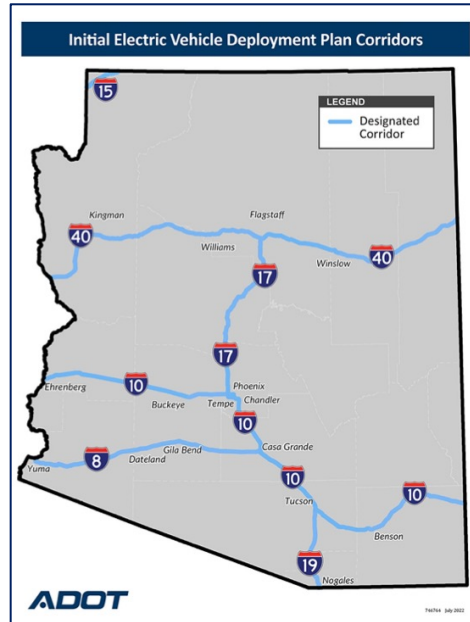 Initial Electric Vehicle Deployment Plan Corridors
15
LEGEND
Designated
Corridor
Kingman
Flagstaff
40
Williams
17
Winslow
40
17
Ehrenberg
10
Phoenix
Buckeye
Tempe
Chandler
10
Gila Bend
Casa Grande
Yuma
8
Dateland
10
Tucson
10
Benson
19
Nogales
ADOT
T46764 July 2022